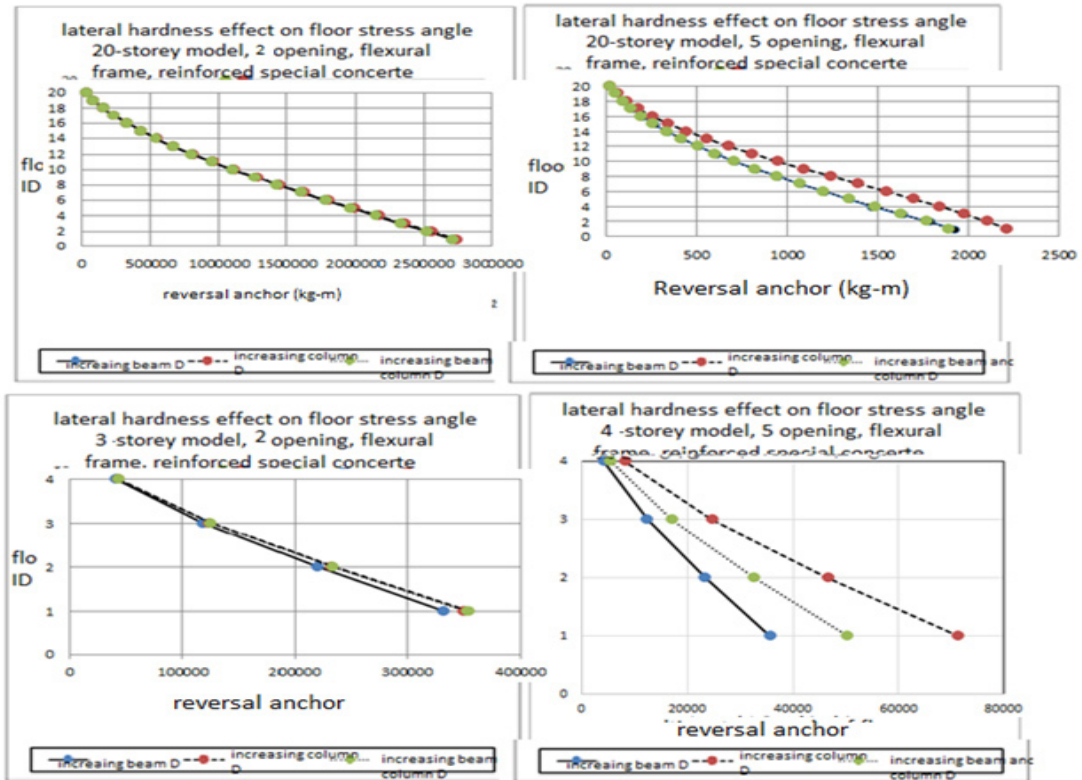 lateral hardness effect on floor stress angle
20-storey model, 2 opening, flexural
frame, reinforced special concerte
20
18
16
14
12
10
8
6
4
2
0
flc
ID
0 500000 1000000 1500000 2000000 2500000 3000000
reversal anchor (kg-m)
2
increaing beam D
increasing column
D
increasing beam
column D
lateral hardness effect on floor stress angle
20-storey model, 5 opening, flexural
frame, reinforced special concerte
20
18
16
14
12
10
8
6
4
2
0
floo
ID
0 500 1000 1500 2000 2500
Reversal anchor (kg-m)
increaing beam D
increasing column
D
increasing beam anc
column D
lateral hardness effect on floor stress angle
3 -storey model, 2 opening, flexural
frame, reinforced special concerte
4
3
2
1
0
flo
ID
0 100000 200000 300000 400000
reversal anchor
increaing beam D
increasing column
D
increasing beam
column D
lateral hardness effect on floor stress angle
4 -storey model, 5 opening, flexural
frame, reinforced special concerte
4
3
2
1
0
0 20000 40000 60000 80000
reversal anchor
increaing beam D
increasing column
D
increasing beam anc
column D